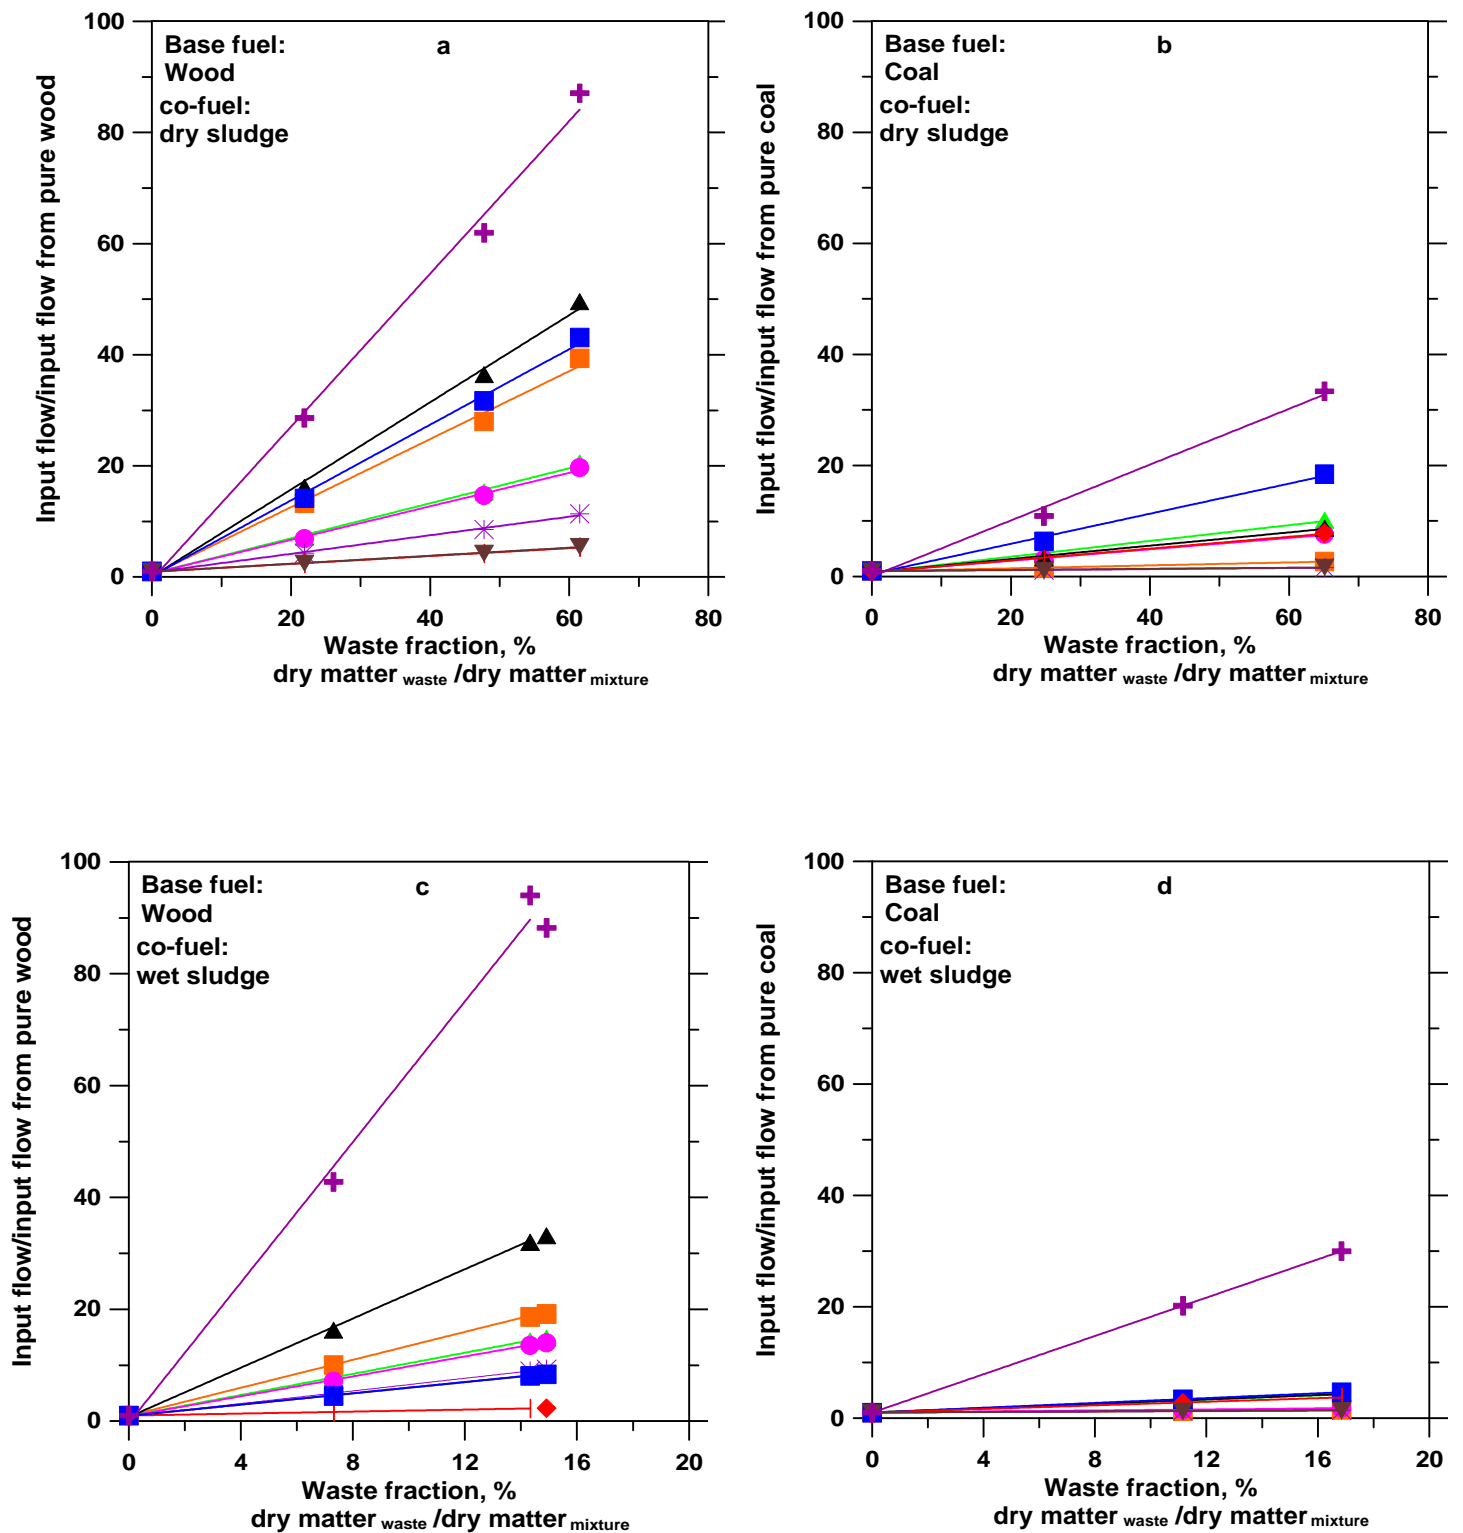 Input flow/input flow from pure wood
100
80
60
40
20
0
Base fuel:
Wood
co-fuel:
dry sludge
a
0 20 40 60 80
Waste fraction, %
dry matter waste /dry matter mixture
Input flow/input flow from pure coal
100
80
60
40
20
0
Base fuel:
Coal
co-fuel:
dry sludge
b
0 20 40 60 80
Waste fraction, %
dry matter waste /dry matter mixture
Input flow/input flow from pure wood
100
80
60
40
20
0
Base fuel:
Wood
co-fuel:
wet sludge
c
0 4 8 12 16 20
Waste fraction, %
dry matter waste /dry matter mixture
Input flow/input flow from pure coal
100
80
60
40
20
0
Base fuel:
Coal
co-fuel:
wet sludge
d
0 4 8 12 16 20
Waste fraction, %
dry matter waste /dry matter mixture